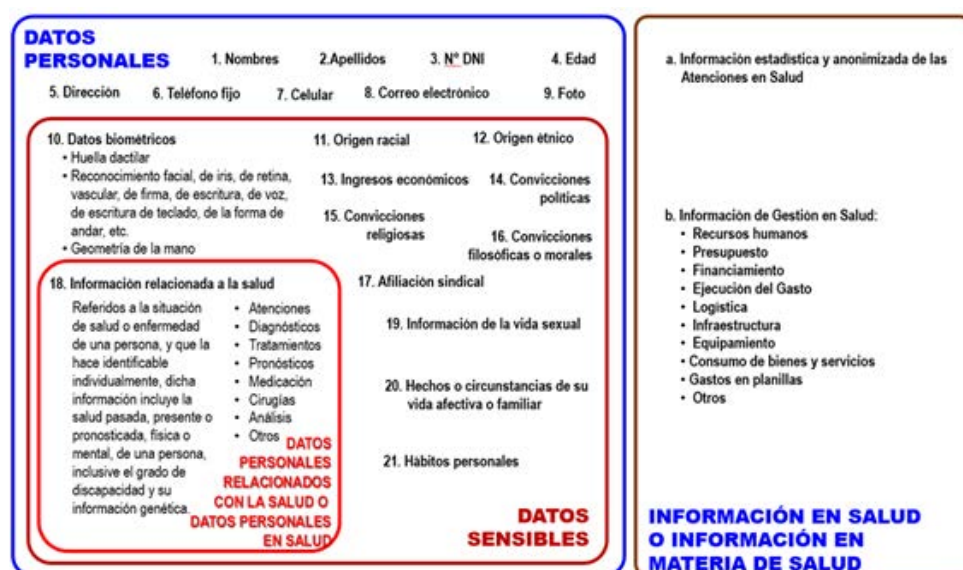 DATOS
PERSONALES
1. Nombres
2.Apellidos
3. N° DNI
4. Edad
5. Dirección
6. Teléfono fijo
7. Celular
8. Correo electrónico
9. Foto
10. Datos biométricos
• Huella dactilar
• Reconocimiento facial, de iris, de retina,
vascular, de firma, de escritura, de voz,
de escritura de teclado, de la forma de
andar, etc.
• Geometría de la mano
11. Origen racial
12. Origen étnico
13. Ingresos económicos
14. Convicciones
políticas
15. Convicciones
religiosas
16. Convicciones
filosóficas o morales
17. Afiliación sindical
18. Información relacionada a la salud
Referidos a la situación
de salud o enfermedad
de una persona, y que la
hace identificable
individualmente, dicha
información incluye la
salud pasada, presente o
pronosticada, física o
mental, de una persona,
inclusive el grado de
discapacidad y su
información genética.
• Atenciones
• Diagnósticos
• Tratamientos
• Pronósticos
• Medicación
• Cirugías
• Análisis
• Otros
DATOS
PERSONALES
RELACIONADOS
CON LA SALUD O
DATOS PERSONALES
EN SALUD
19. Información de la vida sexual
20. Hechos o circunstancias de su
vida afectiva o familiar
21. Hábitos personales
DATOS
SENSIBLES
a. Información estadística y anonimizada de las
Atenciones en Salud
b. Información de Gestión en Salud:
• Recursos humanos
• Presupuesto
• Financiamiento
• Ejecución del Gasto
• Logística
• Infraestructura
• Equipamiento
• Consumo de bienes y servicios
• Gastos en planillas
• Otros
INFORMACIÓN EN SALUD
O INFORMACIÓN EN
MATERIA DE SALUD